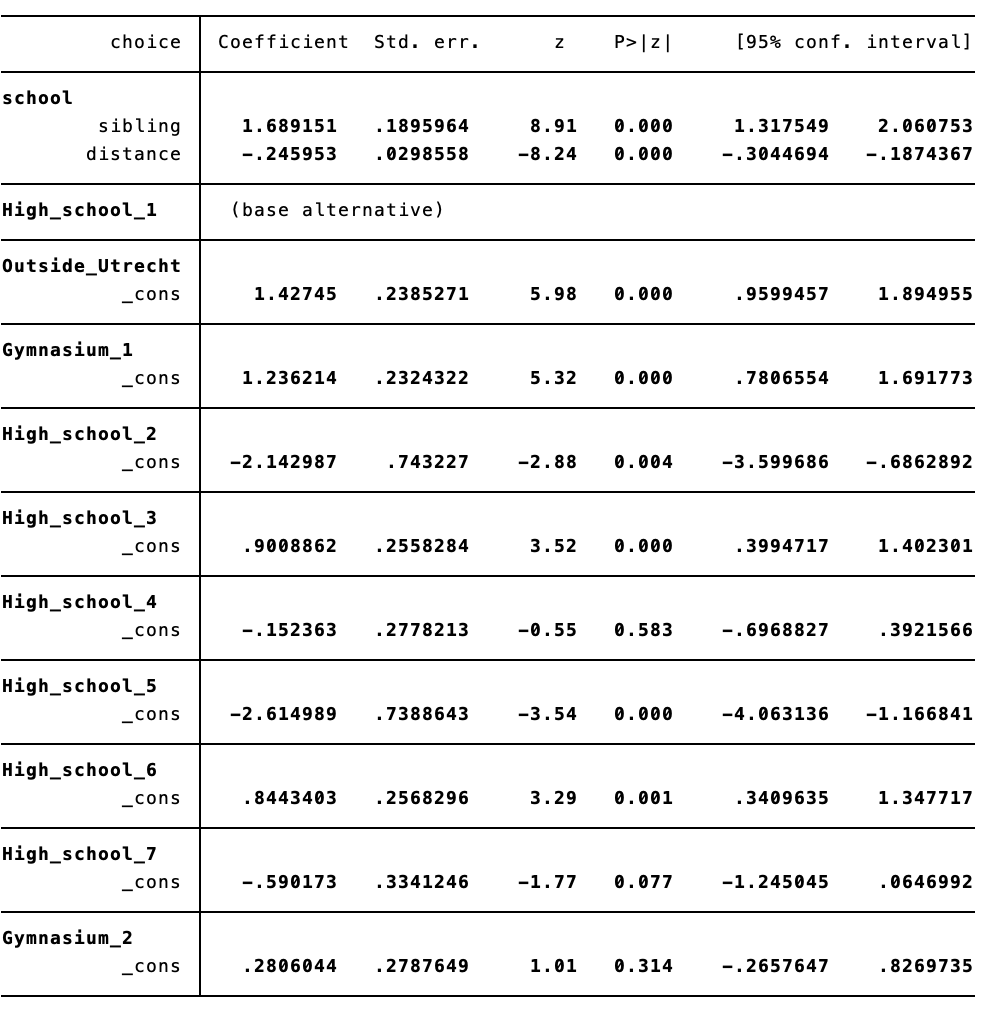 choice Coefficient Std. err. z P>|z| [95% conf. interval]
school
sibling 1.689151 .1895964 8.91 0.000 1.317549 2.060753
distance -.245953 .0298558 -8.24 0.000 -.3044694 -.1874367
High_school_1 (base alternative)
Outside_Utrecht
_cons 1.42745 .2385271 5.98 0.000 .9599457 1.894955
Gymnasium_1
_cons 1.236214 .2324322 5.32 0.000 .7806554 1.691773
High_school_2
_cons -2.142987 .743227 -2.88 0.004 -3.599686 -.6862892
High_school_3
_cons .9008862 .2558284 3.52 0.000 .3994717 1.402301
High_school_4
_cons -.152363 .2778213 -0.55 0.583 -.6968827 .3921566
High_school_5
_cons -2.614989 .7388643 -3.54 0.000 -4.063136 -1.166841
High_school_6
_cons .8443403 .2568296 3.29 0.001 .3409635 1.347717
High_school_7
_cons -.590173 .3341246 -1.77 0.077 -1.245045 .0646992
Gymnasium_2
_cons .2806044 .2787649 1.01 0.314 -.2657647 .8269735